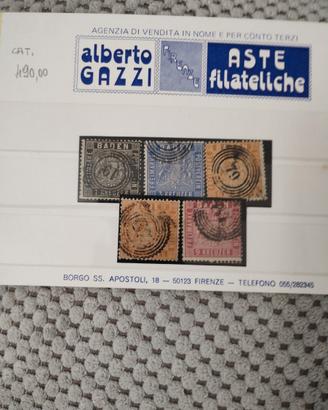 AGENZIA DI VENDITA IN NOME E PER CONTO TERZI
CAT.
490,00
alberto
GAZZI
FIRENZE
ASTE
filateliche
BADEN
BORGO SS. APOSTOLI, 18 — 50123 FIRENZE - TELEFONO 055/282345